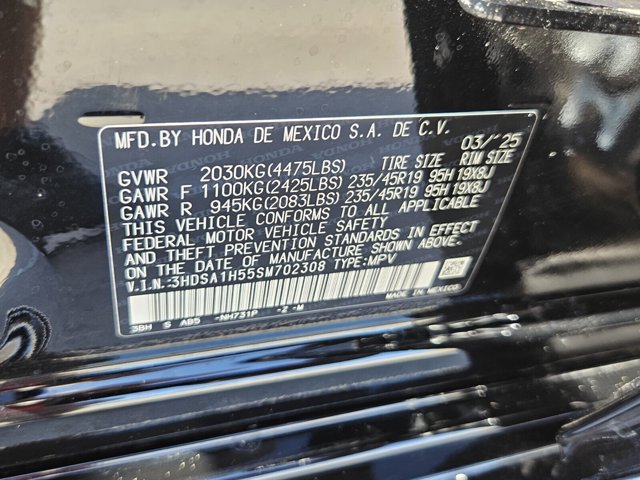 MFD.BY HONDA DE MEXICO S.A. DE C.V.
03/'25
GVWR 2030KG(4475LBS) TIRE SIZE RIM SIZE
GAWR F 1100KG(2425LBS) 235/45R19 95H 19X8J
GAWR R 945KG(2083LBS) 235/45R19 95H 19X8J
THIS VEHICLE CONFORMS TO ALL APPLICABLE
FEDERAL MOTOR VEHICLE SAFETY
AND THEFT PREVENTION STANDARDS IN EFFECT
ON THE DATE OF MANUFACTURE SHOWN ABOVE.
V.I.N.:3HDSA1H55SM702308 TYPE:MPV
3BH S AB5 -NH731P -Z -M
MADE IN MEXICO